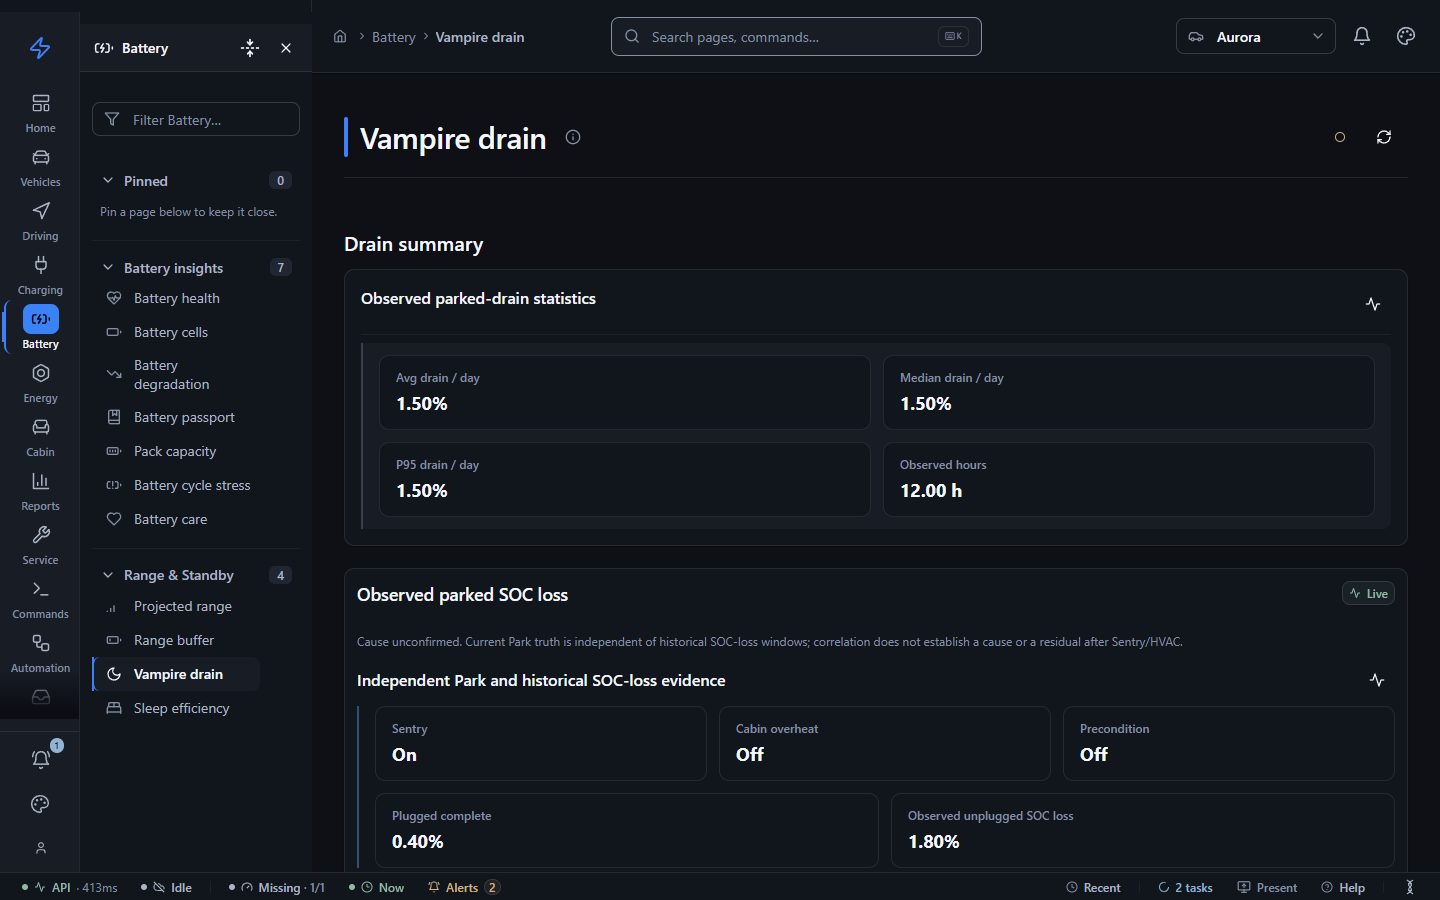 Battery
Battery
Vampire drain
Search pages, commands...
K
Aurora
Home
Vehicles
Driving
Charging
Battery
Energy
Cabin
Reports
Service
Commands
Automation
1
Filter Battery...
Pinned
0
Pin a page below to keep it close.
Battery insights
7
Battery health
Battery cells
Battery
degradation
Battery passport
Pack capacity
Battery cycle stress
Battery care
Range & Standby
4
Projected range
Range buffer
Vampire drain
Sleep efficiency
Vampire drain
Drain summary
Observed parked-drain statistics
Avg drain / day
1.50%
Median drain / day
1.50%
P95 drain / day
1.50%
Observed hours
12.00 h
Observed parked SOC loss
Live
Cause unconfirmed. Current Park truth is independent of historical SOC-loss windows; correlation does not establish a cause or a residual after Sentry/HVAC.
Independent Park and historical SOC-loss evidence
Sentry
On
Cabin overheat
Off
Precondition
Off
Plugged complete
0.40%
Observed unplugged SOC loss
1.80%
API · 413ms
Idle
Missing · 1/1
Now
Alerts 2
Recent
2 tasks
Present
Help